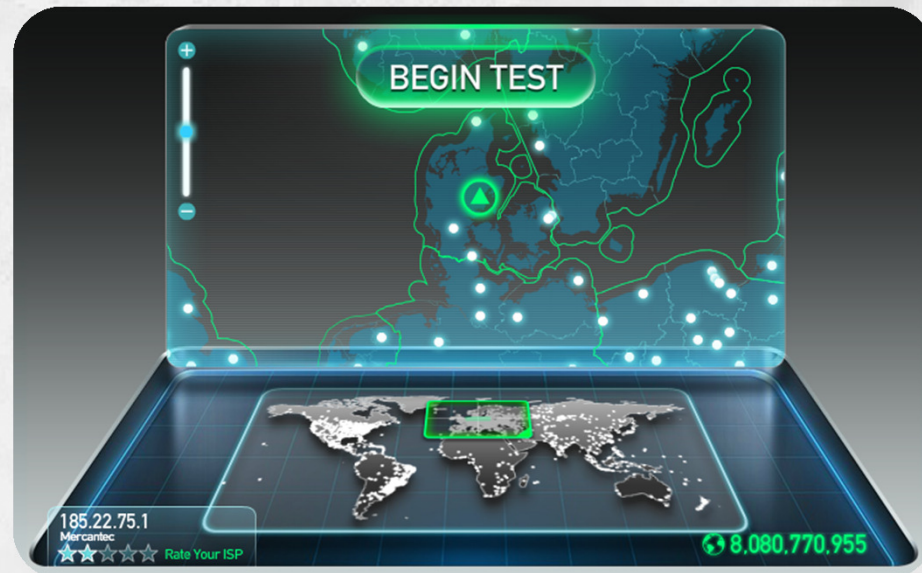 BEGIN TEST
185.22.75.1
Mercantec
Rate Your ISP
8,080,770,955